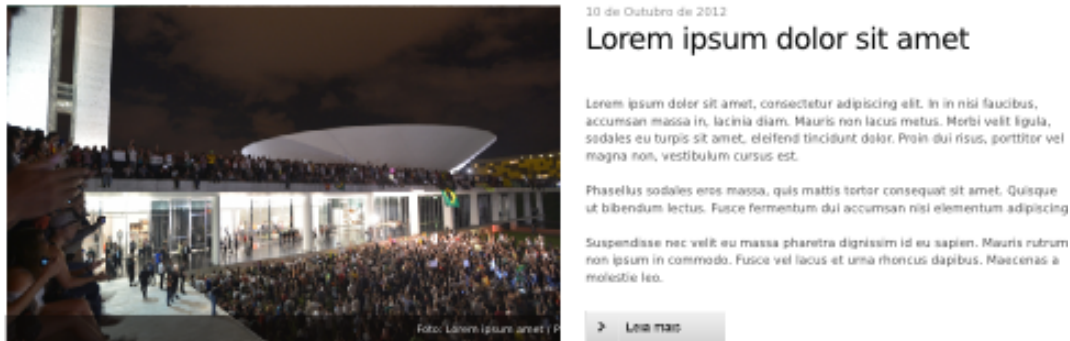 10 de Outubro de 2012
Lorem ipsum dolor sit amet
Lorem ipsum dolor sit amet, consectetur adipiscing elit. In in nisi faucibus,
accumsan massa in, lacinia diam. Mauris non lacus metus. Morbi velit ligula,
sodales eu turpis sit amet, eleifend tincidunt dolor. Proin dui risus, porttitor vel
magna non, vestibulum cursus est.
Phasellus sodales eros massa, quis mattis tortor consequat sit amet. Quisque
ut bibendum lectus. Fusce fermentum dui accumsan nisi elementum adipiscing
Suspendisse nec velit eu massa pharetra dignissim id eu sapien. Mauris rutrum
non ipsum in commodo. Fusce vel lacus et urna rhoncus dapibus. Maecenas a
molestie leo.
Foto: Lorem ipsum amet / P
Leia mais